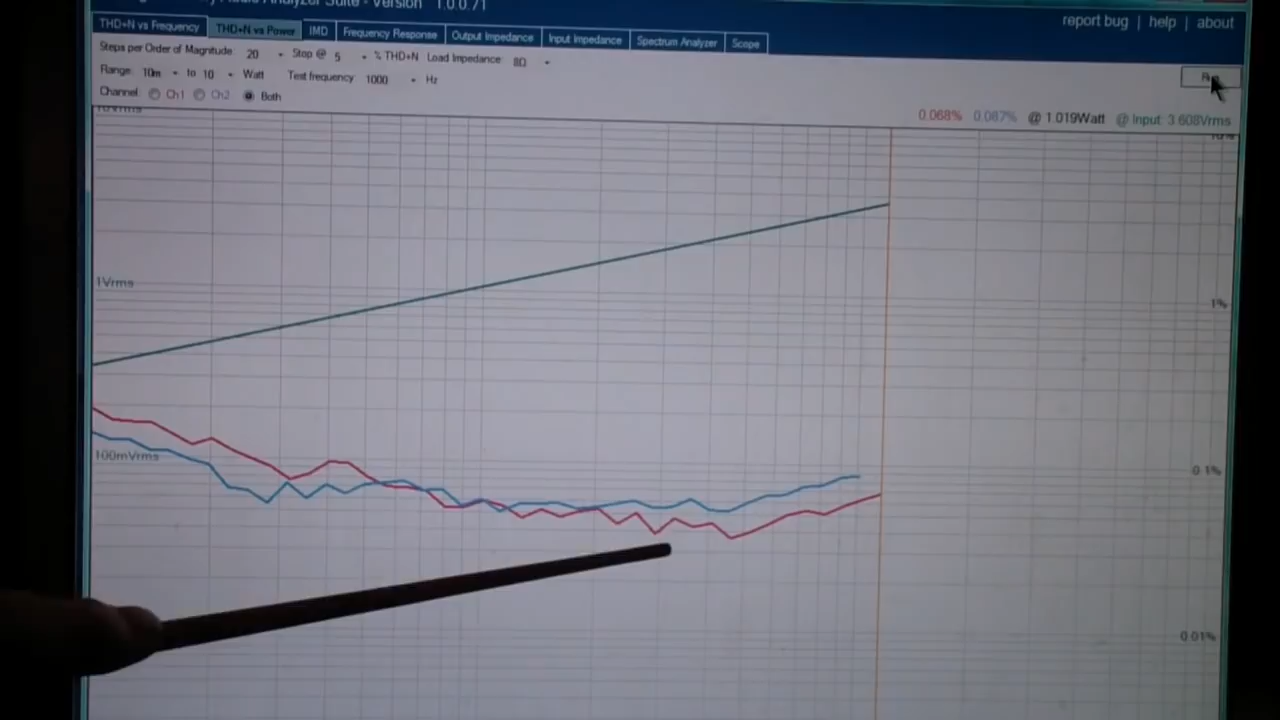 Audio Analyzer Suite - Version 1.0.0.71
report bug | help | about
THD+N vs Frequency THD+N vs Power IMD Frequency Response Output Impedance Input Impedance Spectrum Analyzer Scope
Steps per Order of Magnitude: 20 Stop @ 5 % THD+N Load Impedance 8Ω
Range: 10m to 10 Watt Test frequency: 1000 Hz
Channel: Ch1 Ch2 Both
0.068% 0.087% @ 1.019Watt @ Input: 3.608Vrms
10Vrms 10%
1Vrms
1%
100mVrms
0.1%
0.01%